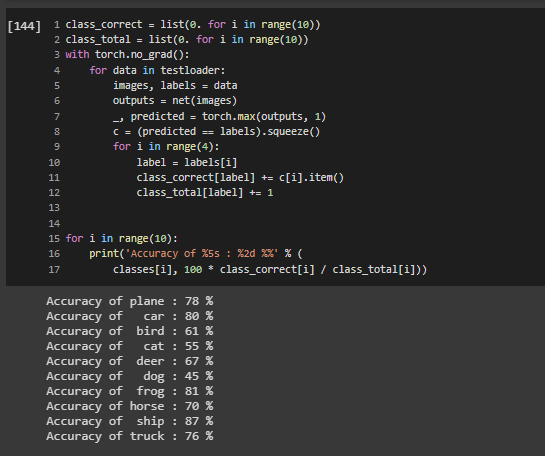 [144] 1 class_correct = list(0. for i in range(10))
2 class_total = list(0. for i in range(10))
3 with torch.no_grad():
4     for data in testloader:
5         images, labels = data
6         outputs = net(images)
7         _, predicted = torch.max(outputs, 1)
8         c = (predicted == labels).squeeze()
9         for i in range(4):
10             label = labels[i]
11             class_correct[label] += c[i].item()
12             class_total[label] += 1
13
14
15 for i in range(10):
16     print('Accuracy of %5s : %2d %%' % (
17         classes[i], 100 * class_correct[i] / class_total[i]))
Accuracy of plane : 78 %
Accuracy of   car : 80 %
Accuracy of  bird : 61 %
Accuracy of   cat : 55 %
Accuracy of  deer : 67 %
Accuracy of   dog : 45 %
Accuracy of  frog : 81 %
Accuracy of horse : 70 %
Accuracy of  ship : 87 %
Accuracy of truck : 76 %